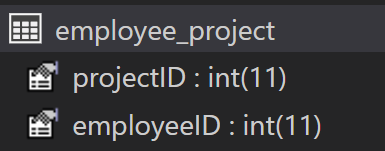 employee_project
projectID : int(11)
employeeID : int(11)